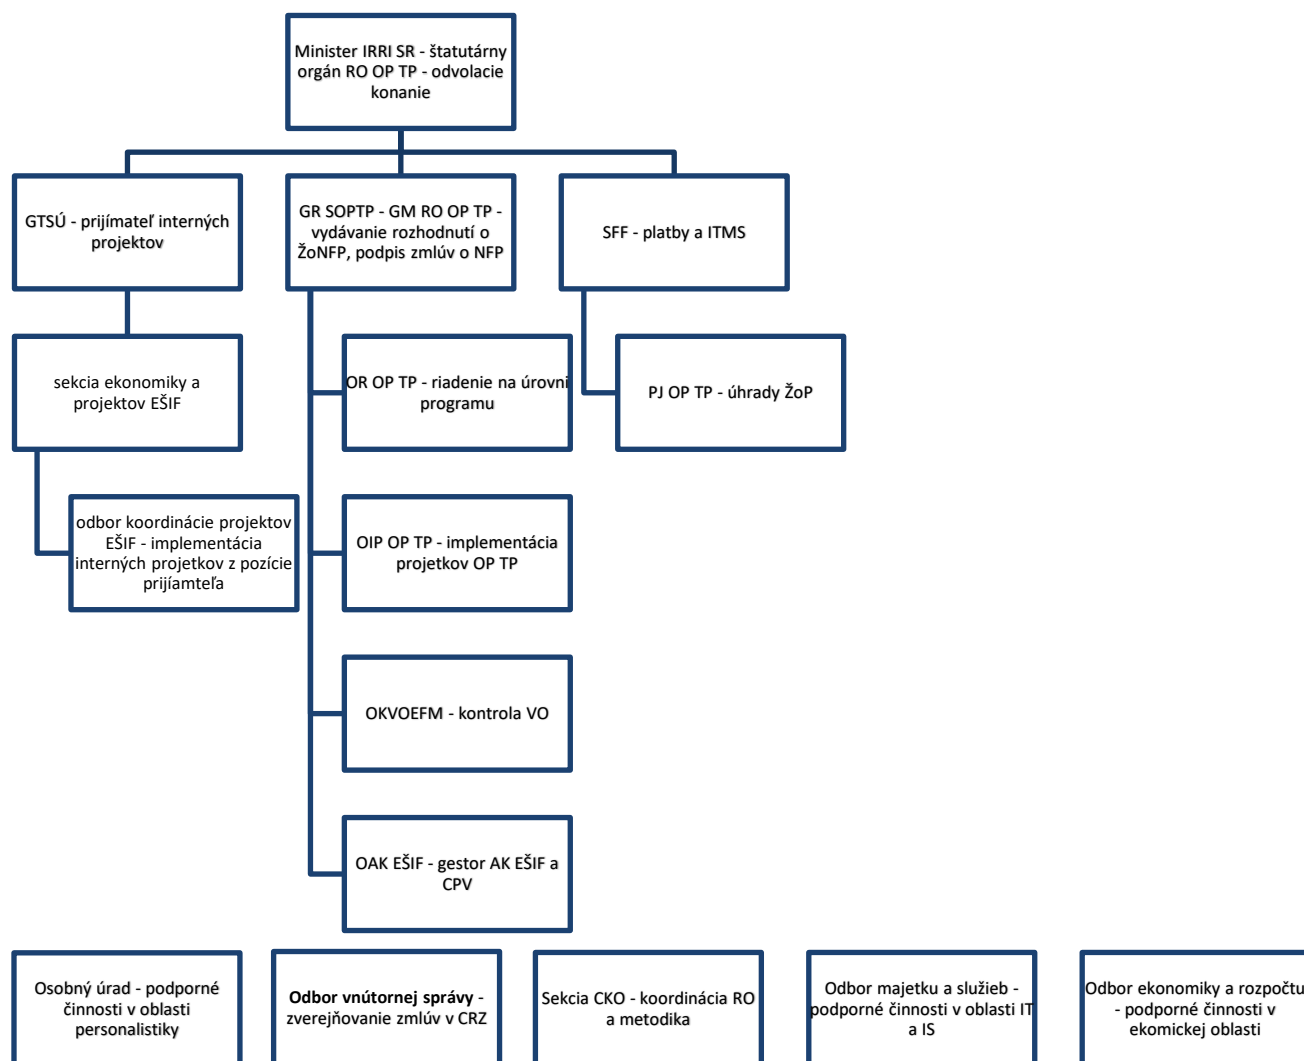 Minister IRRI SR - štatutárny
orgán RO OP TP - odvolacie
konanie
GTSÚ - prijímateľ interných
projektov
GR SOPTP - GM RO OP TP -
vydávanie rozhodnutí o
ŽoNFP, podpis zmlúv o NFP
SFF - platby a ITMS
sekcia ekonomiky a
projektov EŠIF
OR OP TP - riadenie na úrovni
programu
PJ OP TP - úhrady ŽoP
odbor koordinácie projektov
EŠIF - implementácia
interných projetkov z pozície
prijíamteľa
OIP OP TP - implementácia
projetkov OP TP
OKVOEFM - kontrola VO
OAK EŠIF - gestor AK EŠIF a
CPV
Osobný úrad - podporné
činnosti v oblasti
personalistiky
Odbor vnútornej správy -
zverejňovanie zmlúv v CRZ
Sekcia CKO - koordinácia RO
a metodika
Odbor majetku a služieb -
podporné činnosti v oblasti IT
a IS
Odbor ekonomiky a rozpočtu
- podporné činnosti v
ekomickej oblasti